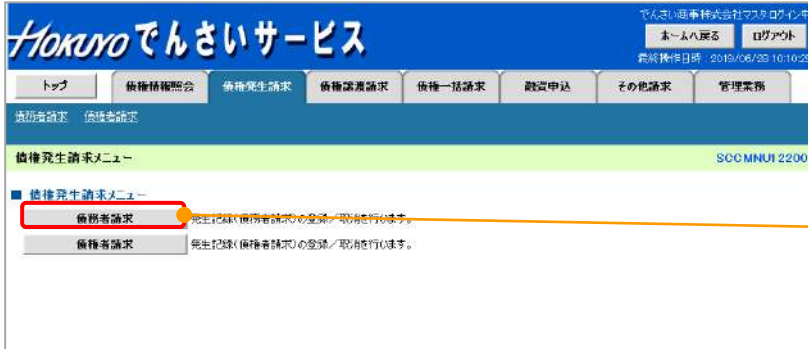 でんさい商事株式会社マスタログイン中
HOKUYOでんさいサービス
ホームへ戻る ログアウト
最終操作日時：2019/06/28 10:10:29
トップ 債権情報照会 債権発生請求 債権譲渡請求 債権一括請求 融資申込 その他請求 管理業務
債務者請求 債権者請求
債権発生請求メニュー SCCMNU12200
■ 債権発生請求メニュー
債務者請求 発生記録(債務者請求)の登録／取消を行います。
債権者請求 発生記録(債権者請求)の登録／取消を行います。